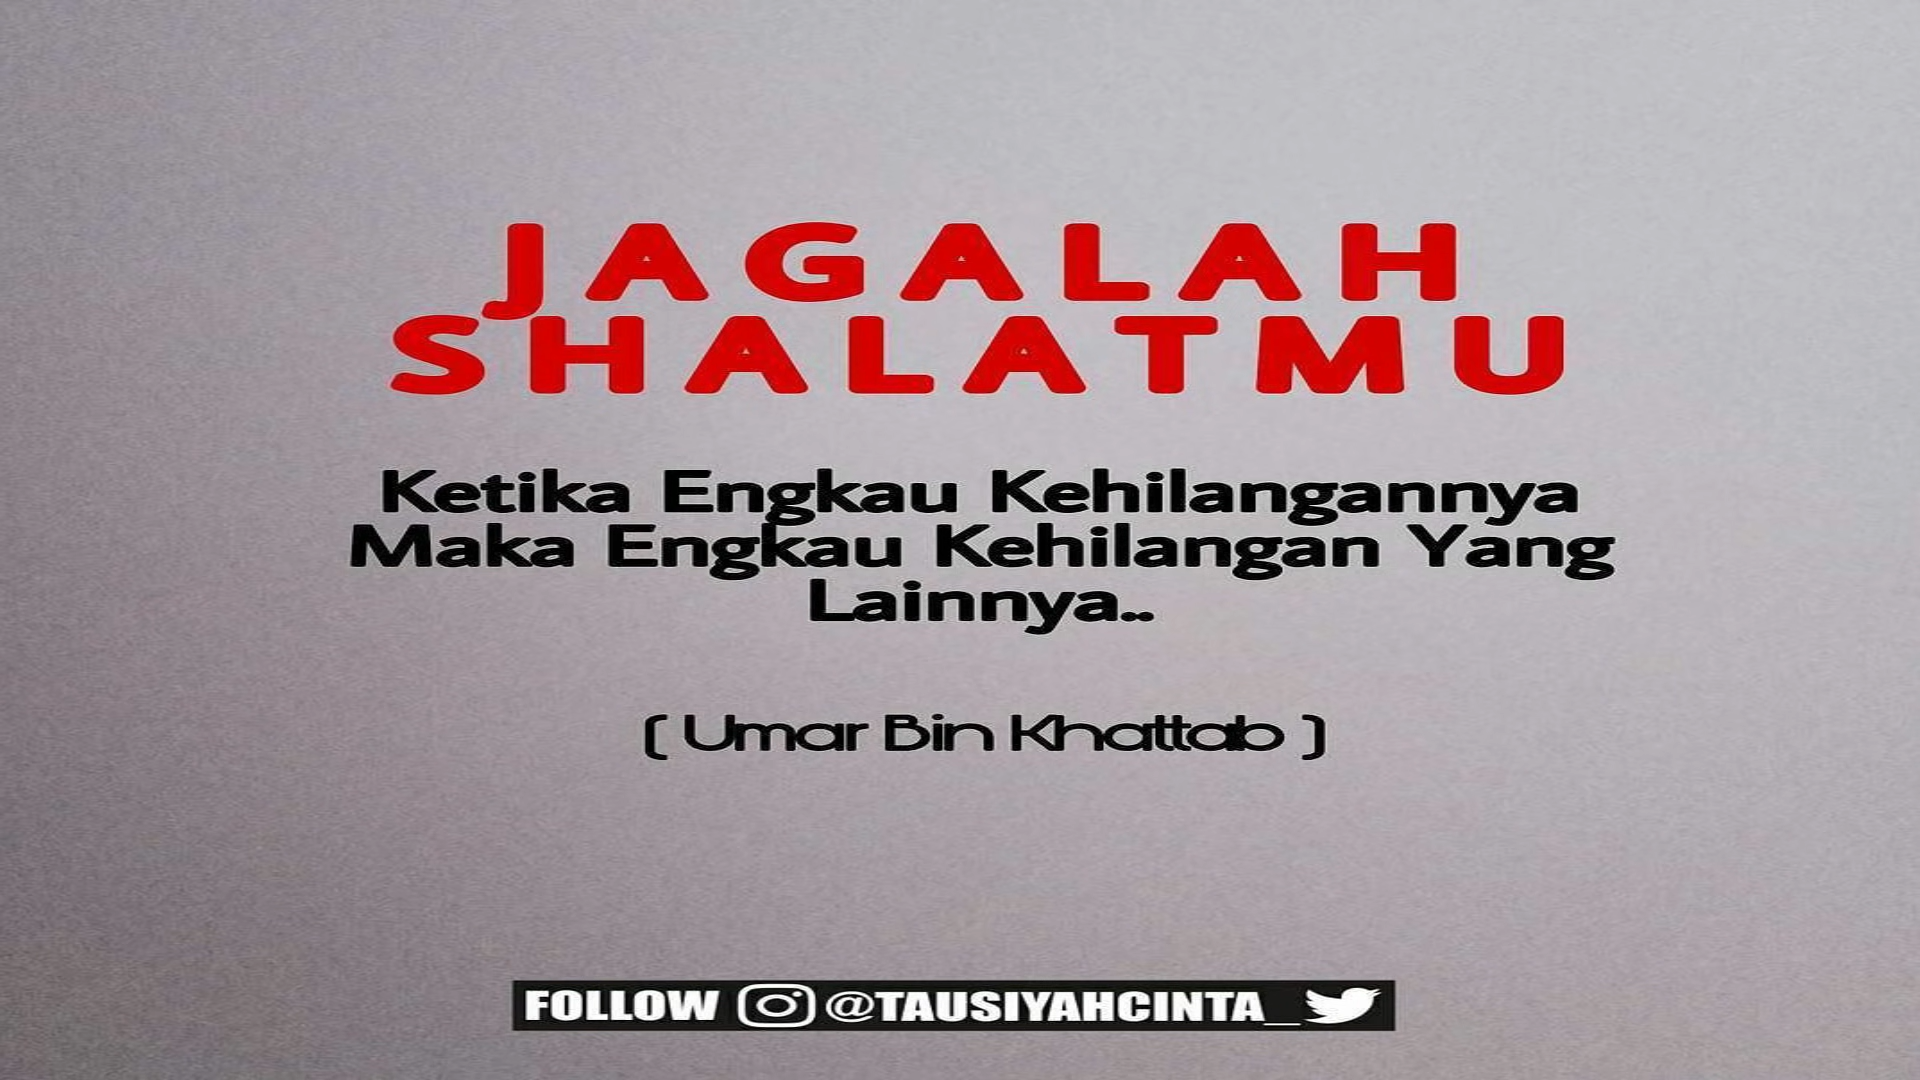 JAGALAH
SHALATMU
Ketika Engkau Kehilangannya
Maka Engkau Kehilangan Yang
Lainnya..
( Umar Bin Khattab )
FOLLOW @TAUSIYAHCINTA_